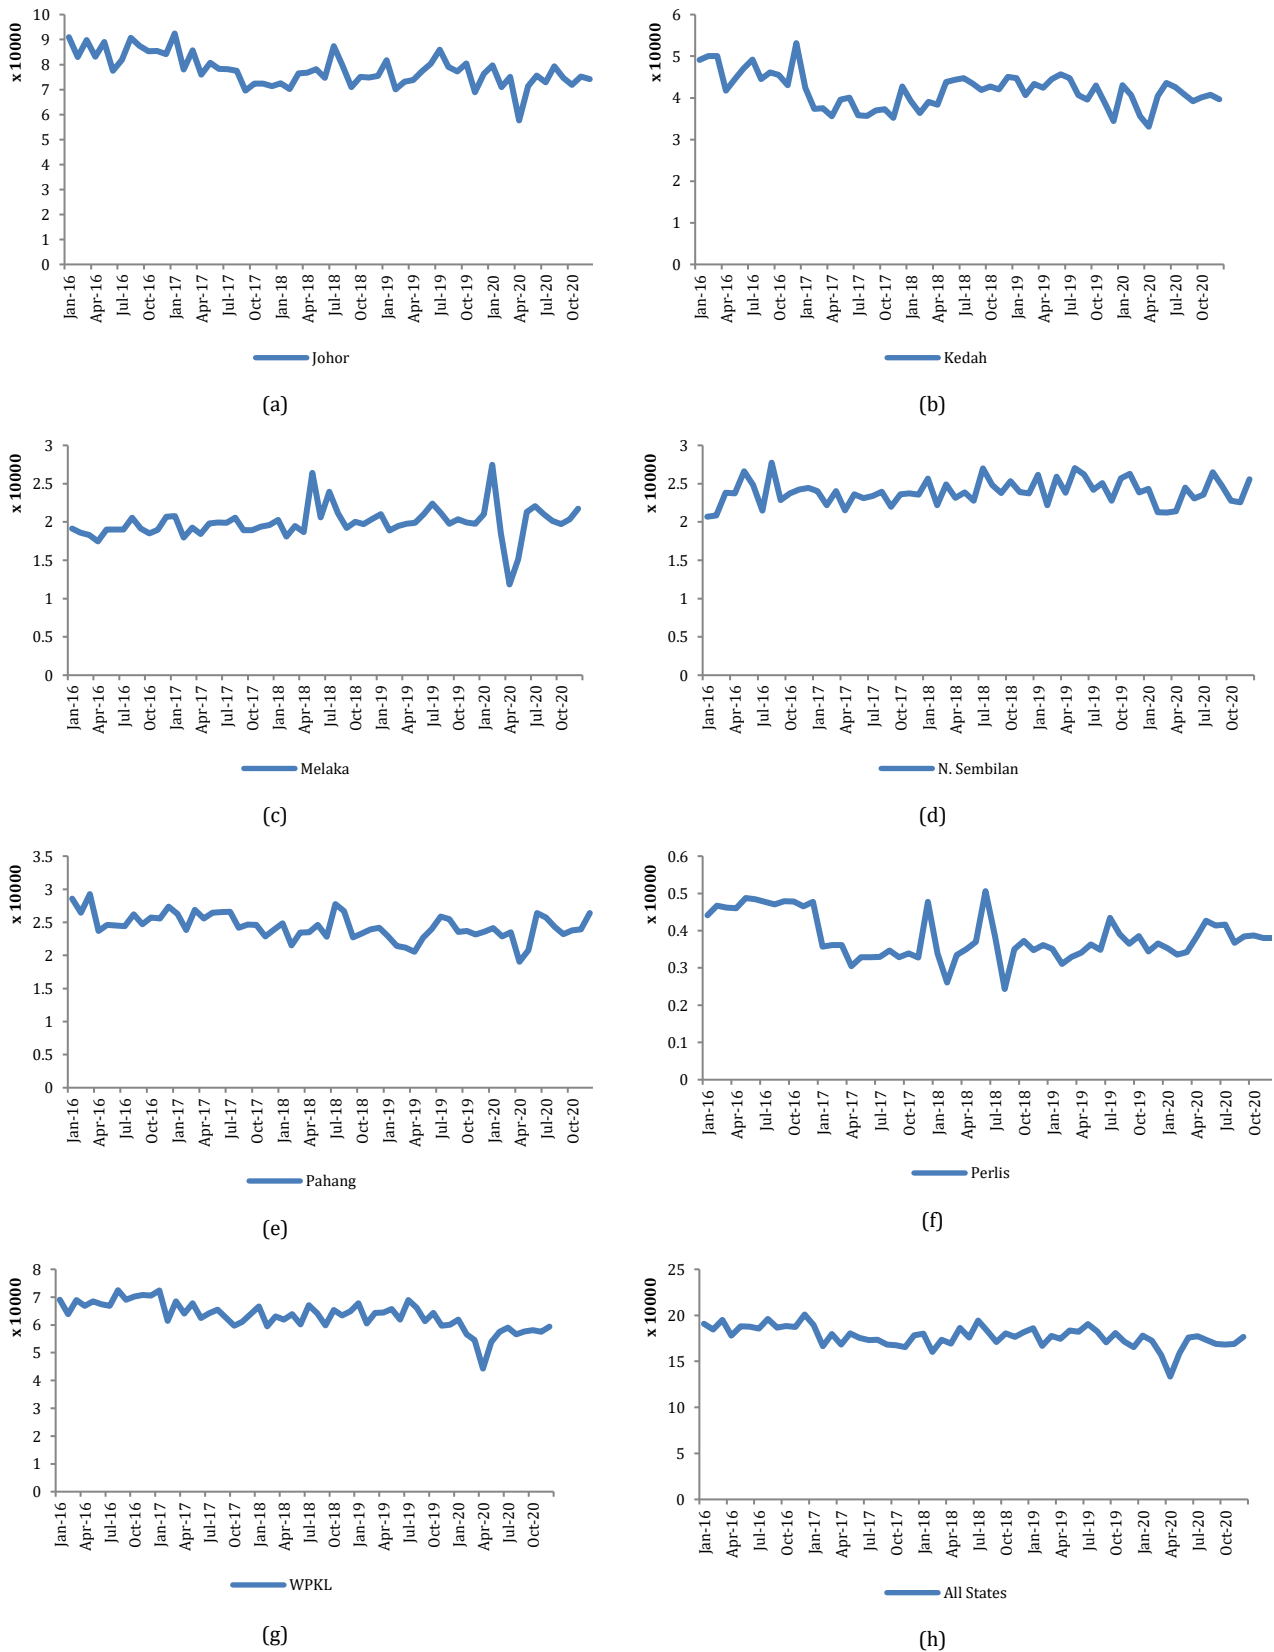 x 10000
10
9
8
7
6
5
4
3
2
1
0
Jan-16 Apr-16 Jul-16 Oct-16 Jan-17 Apr-17 Jul-17 Oct-17 Jan-18 Apr-18 Jul-18 Oct-18 Jan-19 Apr-19 Jul-19 Oct-19 Jan-20 Apr-20 Jul-20 Oct-20
Johor
(a)
x 10000
6
5
4
3
2
1
0
Jan-16 Apr-16 Jul-16 Oct-16 Jan-17 Apr-17 Jul-17 Oct-17 Jan-18 Apr-18 Jul-18 Oct-18 Jan-19 Apr-19 Jul-19 Oct-19 Jan-20 Apr-20 Jul-20 Oct-20
Kedah
(b)
x 10000
3
2.5
2
1.5
1
0.5
0
Jan-16 Apr-16 Jul-16 Oct-16 Jan-17 Apr-17 Jul-17 Oct-17 Jan-18 Apr-18 Jul-18 Oct-18 Jan-19 Apr-19 Jul-19 Oct-19 Jan-20 Apr-20 Jul-20 Oct-20
Melaka
(c)
x 10000
3
2.5
2
1.5
1
0.5
0
Jan-16 Apr-16 Jul-16 Oct-16 Jan-17 Apr-17 Jul-17 Oct-17 Jan-18 Apr-18 Jul-18 Oct-18 Jan-19 Apr-19 Jul-19 Oct-19 Jan-20 Apr-20 Jul-20 Oct-20
N. Sembilan
(d)
x 10000
3.5
3
2.5
2
1.5
1
0.5
0
Jan-16 Apr-16 Jul-16 Oct-16 Jan-17 Apr-17 Jul-17 Oct-17 Jan-18 Apr-18 Jul-18 Oct-18 Jan-19 Apr-19 Jul-19 Oct-19 Jan-20 Apr-20 Jul-20 Oct-20
Pahang
(e)
x 10000
0.6
0.5
0.4
0.3
0.2
0.1
0
Jan-16 Apr-16 Jul-16 Oct-16 Jan-17 Apr-17 Jul-17 Oct-17 Jan-18 Apr-18 Jul-18 Oct-18 Jan-19 Apr-19 Jul-19 Oct-19 Jan-20 Apr-20 Jul-20 Oct-20
Perlis
(f)
x 10000
8
7
6
5
4
3
2
1
0
Jan-16 Apr-16 Jul-16 Oct-16 Jan-17 Apr-17 Jul-17 Oct-17 Jan-18 Apr-18 Jul-18 Oct-18 Jan-19 Apr-19 Jul-19 Oct-19 Jan-20 Apr-20 Jul-20 Oct-20
WPKL
(g)
x 10000
25
20
15
10
5
0
Jan-16 Apr-16 Jul-16 Oct-16 Jan-17 Apr-17 Jul-17 Oct-17 Jan-18 Apr-18 Jul-18 Oct-18 Jan-19 Apr-19 Jul-19 Oct-19 Jan-20 Apr-20 Jul-20 Oct-20
All States
(h)